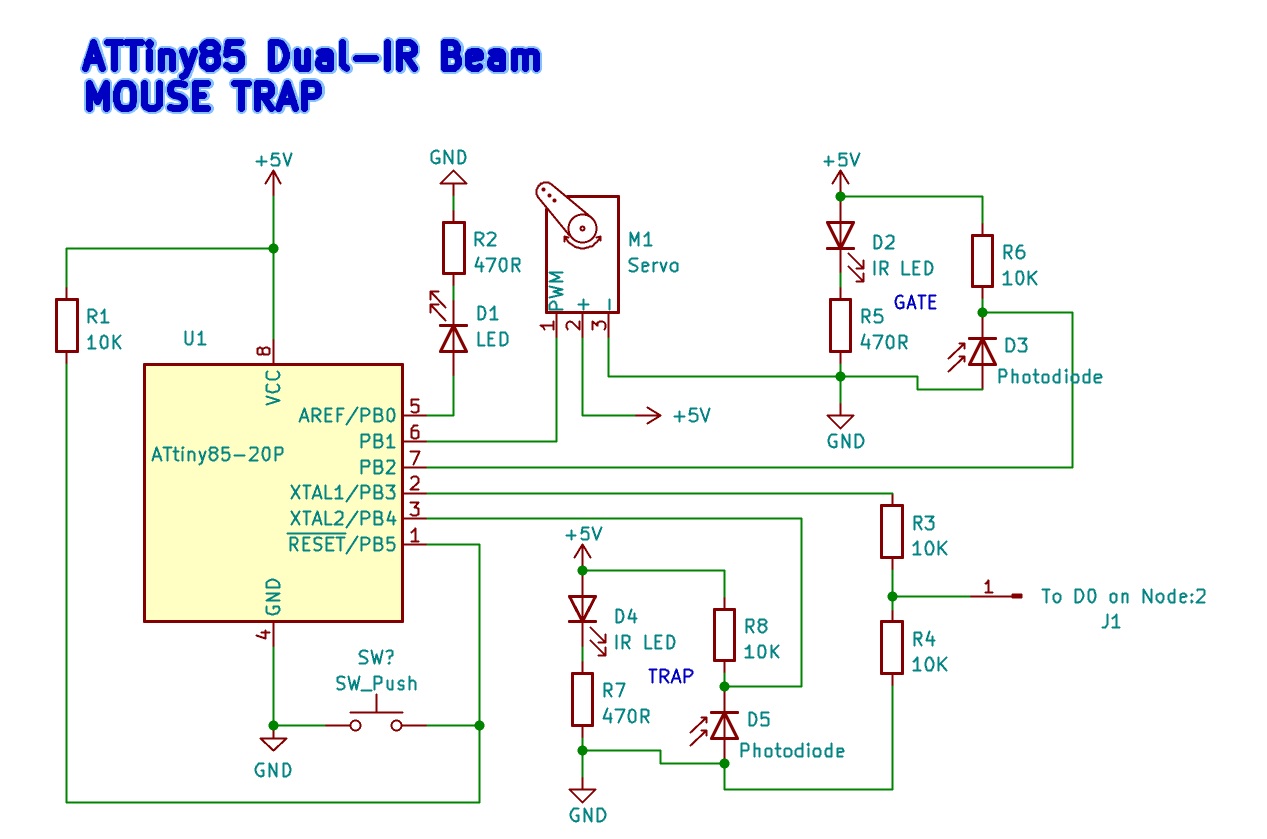 ATTiny85 Dual-IR Beam
MOUSE TRAP
+5V
GND
+5V
R2
470R
M1
Servo
PWM
+
-
1
2
3
D2
IR LED
R6
10K
GATE
R1
10K
U1
8
VCC
D1
LED
R5
470R
D3
Photodiode
AREF/PB0
5
+5V
GND
PB1
6
ATtiny85-20P
PB2
7
XTAL1/PB3
2
XTAL2/PB4
3
RESET/PB5
1
R3
10K
+5V
GND
4
1
To D0 on Node:2
J1
D4
IR LED
R8
10K
R4
10K
SW?
SW_Push
TRAP
R7
470R
D5
Photodiode
GND
GND